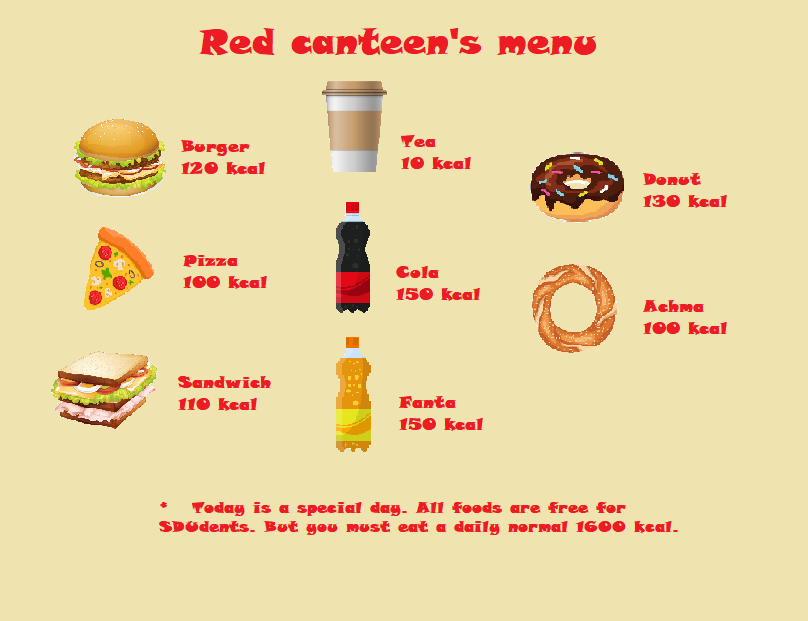 Red canteen's menu
Burger
120 kcal
Pizza
100 kcal
Sandwich
110 kcal
Tea
10 kcal
Cola
150 kcal
Fanta
150 kcal
Donut
130 kcal
Achma
100 kcal
* Today is a special day. All foods are free for
SDUdents. But you must eat a daily normal 1600 kcal.